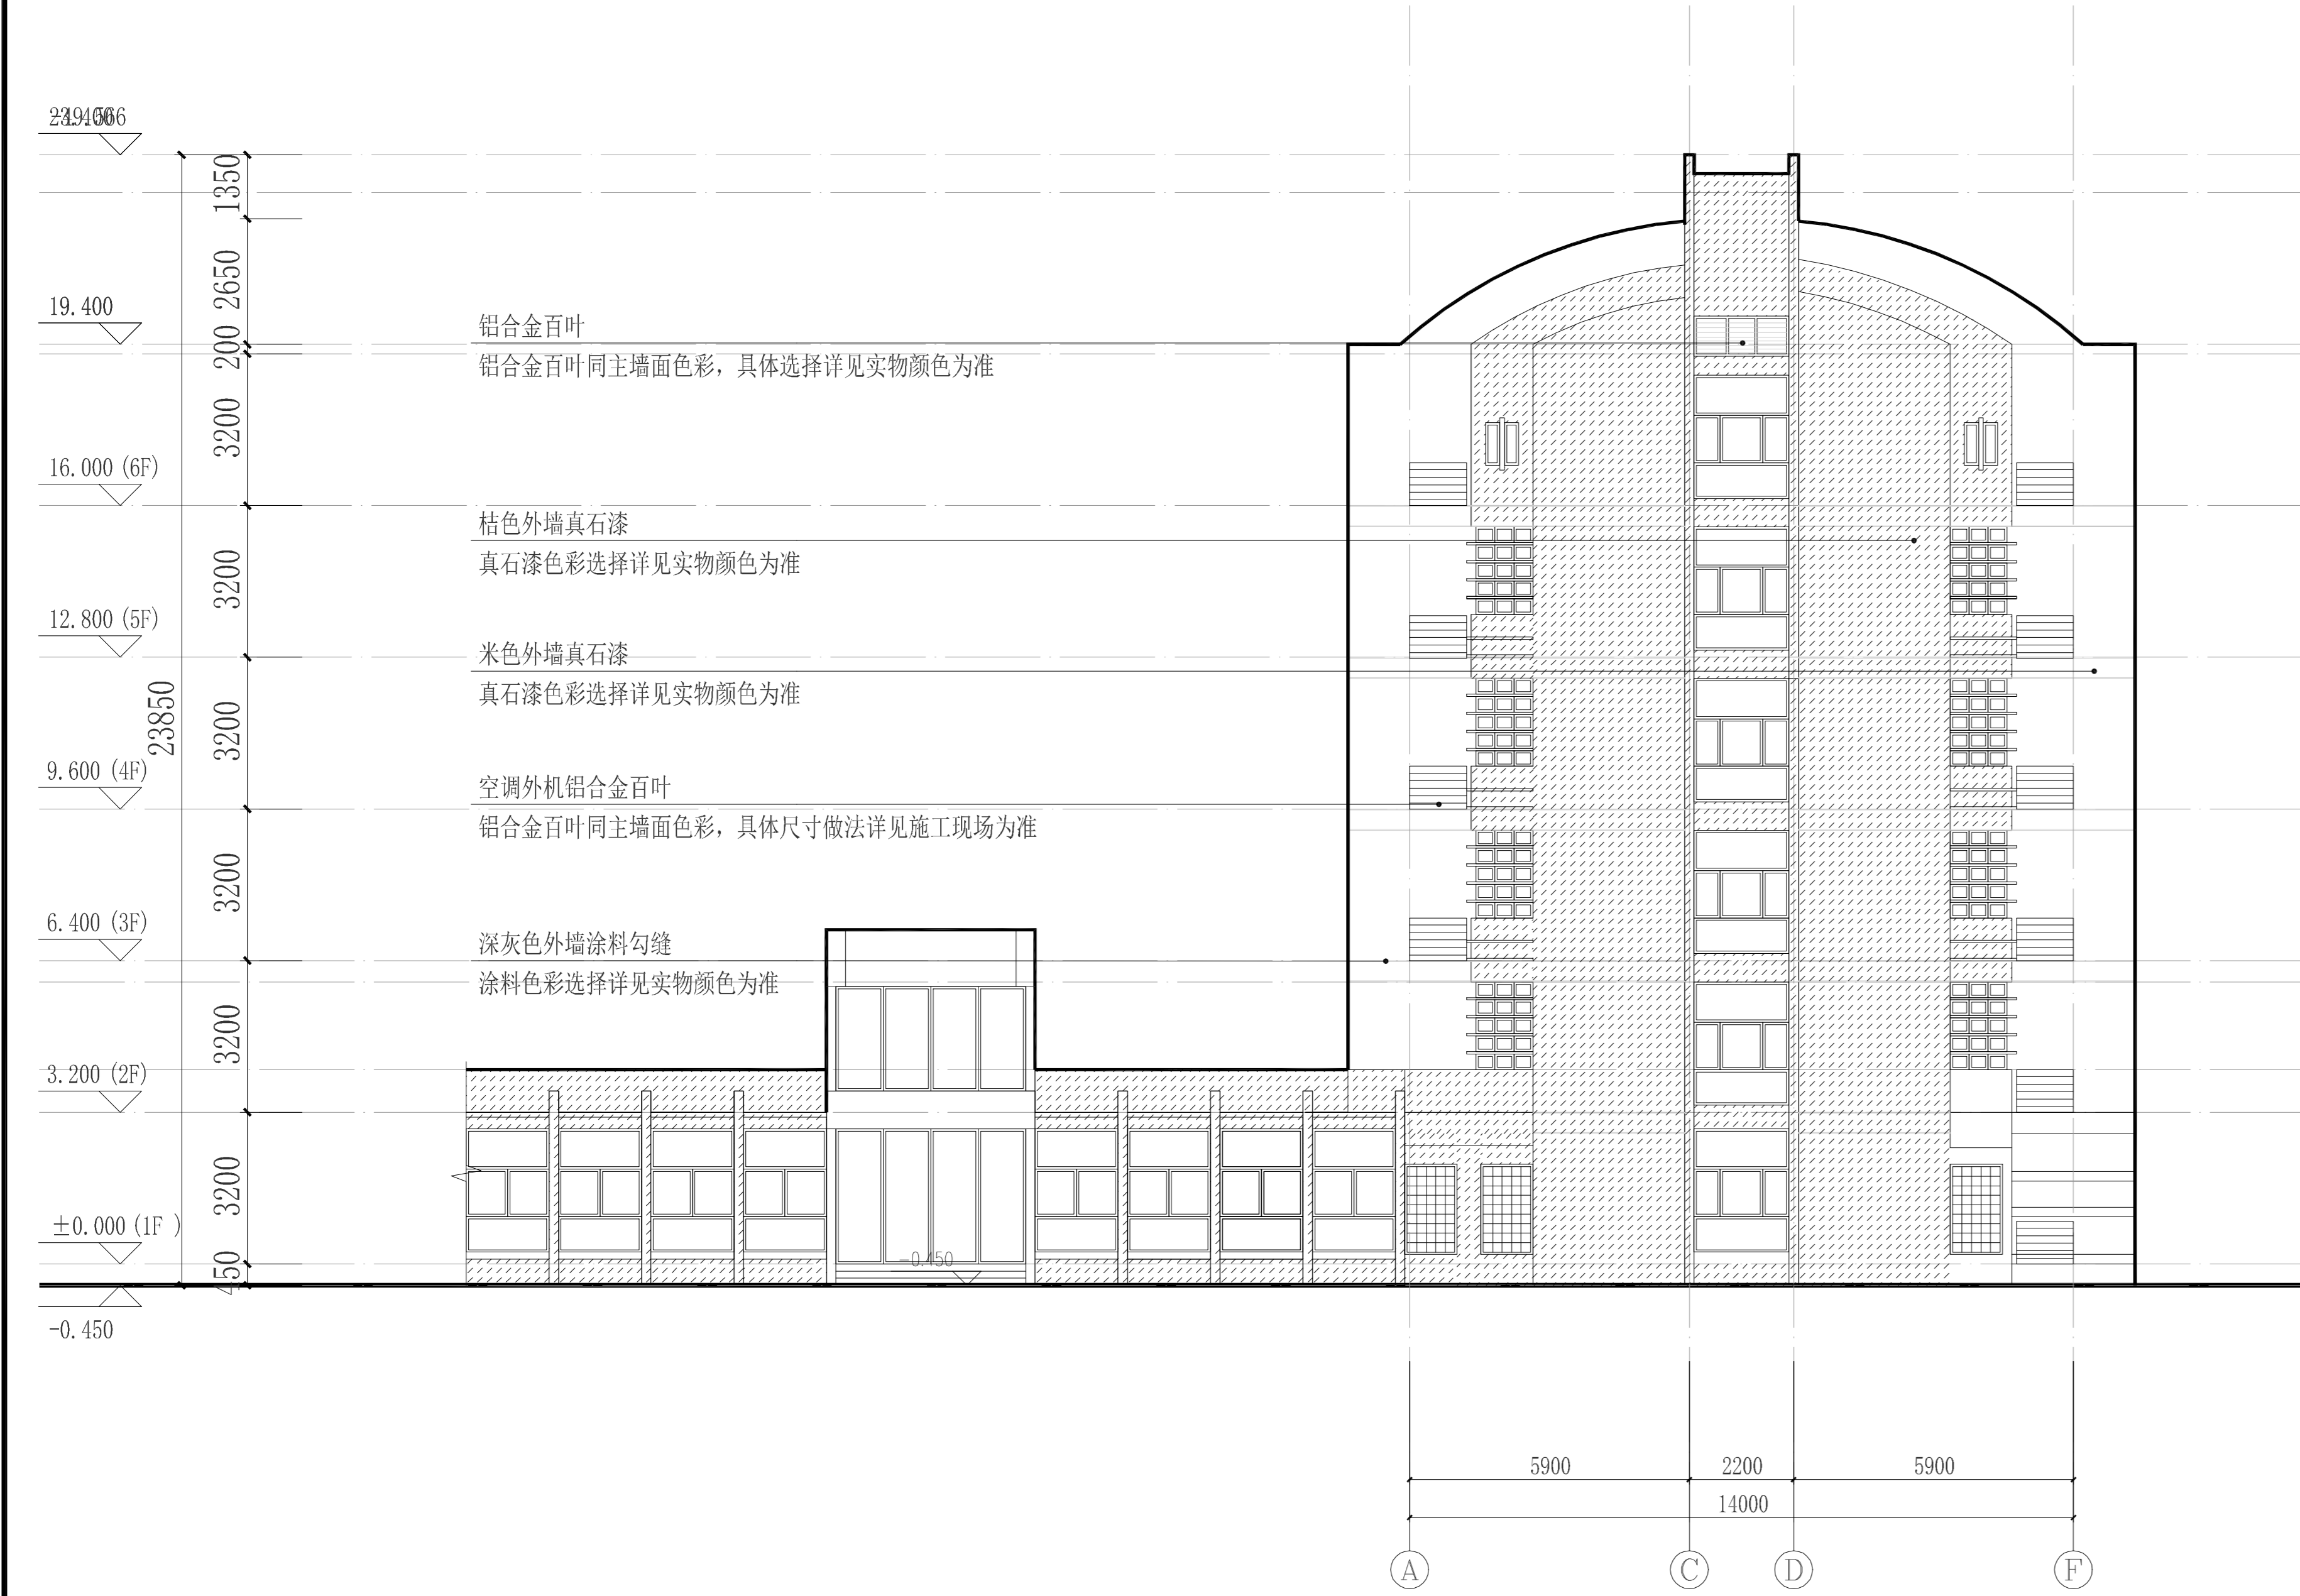 1350
2650
19.400
200
铝合金百叶
铝合金百叶同主墙面色彩，具体选择详见实物颜色为准
3200
16.000 (6F)
桔色外墙真石漆
真石漆色彩选择详见实物颜色为准
3200
12.800 (5F)
米色外墙真石漆
真石漆色彩选择详见实物颜色为准
23850
3200
9.600 (4F)
空调外机铝合金百叶
铝合金百叶同主墙面色彩，具体尺寸做法详见施工现场为准
3200
6.400 (3F)
深灰色外墙涂料勾缝
涂料色彩选择详见实物颜色为准
3200
3.200 (2F)
3200
±0.000 (1F )
450
-0.450
-0.450
5900 2200 5900
14000
A C D F